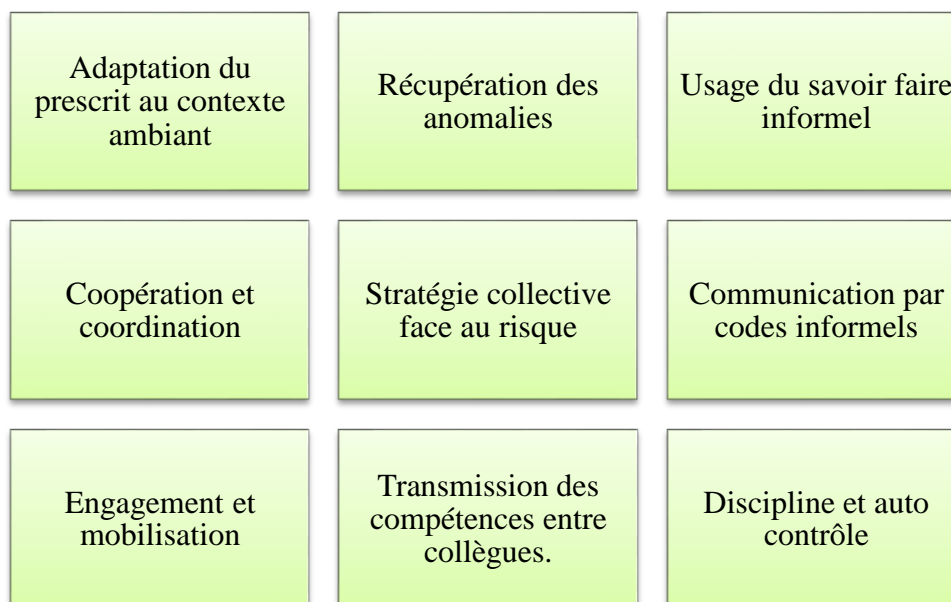 Adaptation du
prescrit au contexte
ambiant
Récupération des
anomalies
Usage du savoir faire
informel
Coopération et
coordination
Stratégie collective
face au risque
Communication par
codes informels
Engagement et
mobilisation
Transmission des
compétences entre
collègues.
Discipline et auto
contrôle